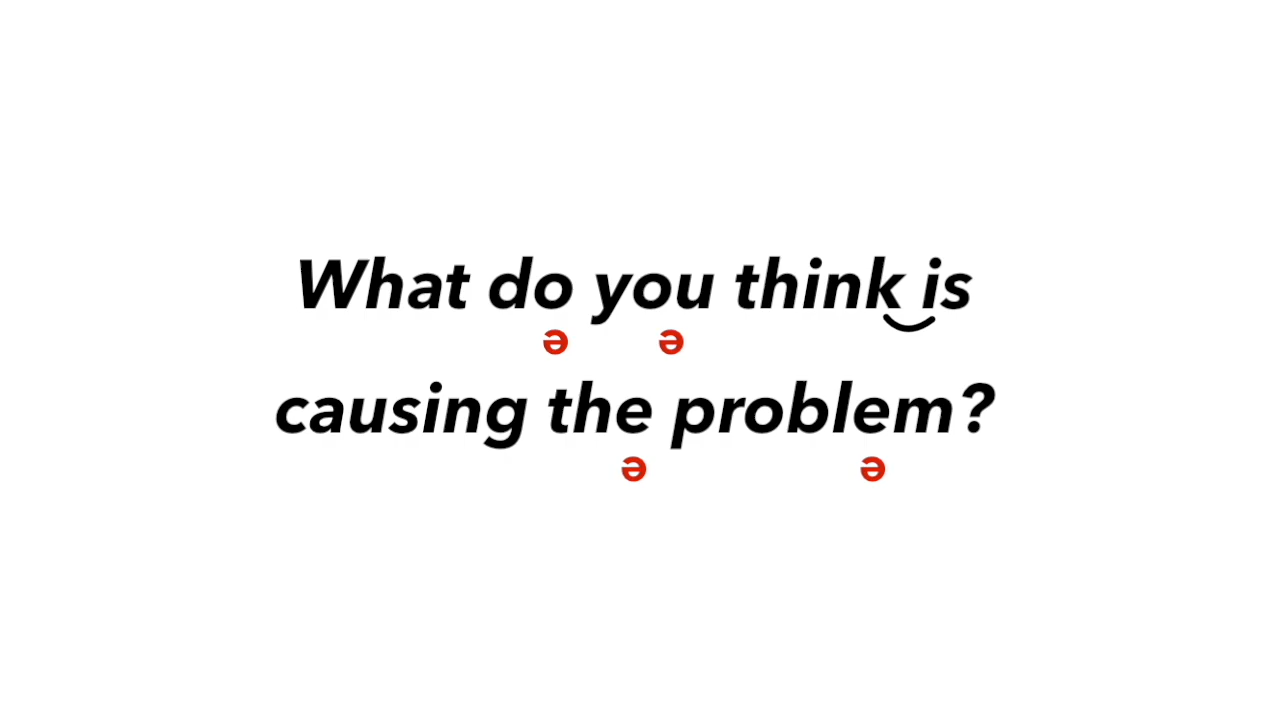 What do you think is
ə ə
causing the problem?
ə ə